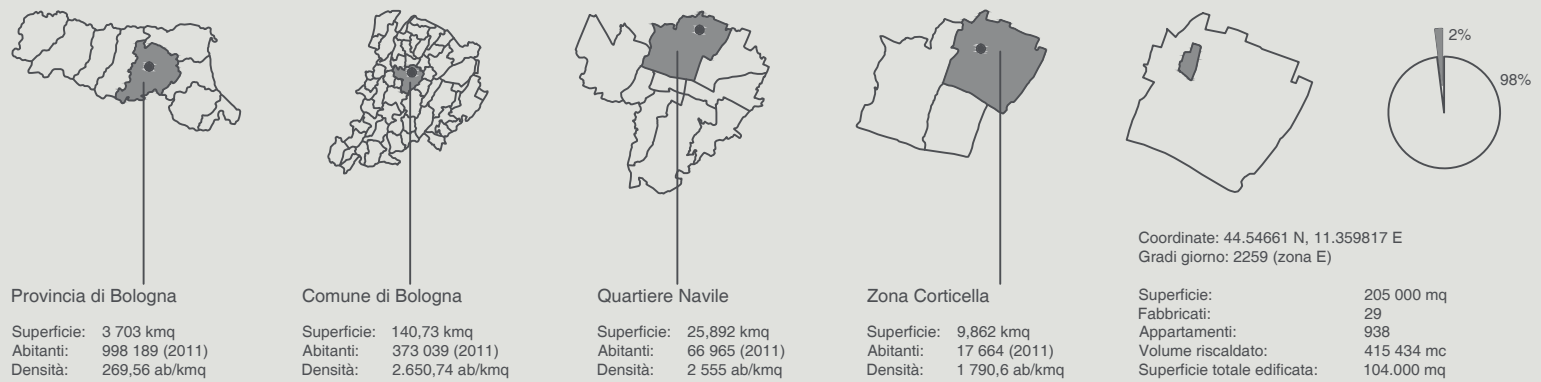 2%
98%
Coordinate: 44.54661 N, 11.359817 E
Gradi giorno: 2259 (zona E)
Provincia di Bologna
Superficie: 3 703 kmq
Abitanti: 998 189 (2011)
Densità: 269,56 ab/kmq
Comune di Bologna
Superficie: 140,73 kmq
Abitanti: 373 039 (2011)
Densità: 2.650,74 ab/kmq
Quartiere Navile
Superficie: 25,892 kmq
Abitanti: 66 965 (2011)
Densità: 2 555 ab/kmq
Zona Corticella
Superficie: 9,862 kmq
Abitanti: 17 664 (2011)
Densità: 1 790,6 ab/kmq
Superficie: 205 000 mq
Fabbricati: 29
Appartamenti: 938
Volume riscaldato: 415 434 mc
Superficie totale edificata: 104.000 mq